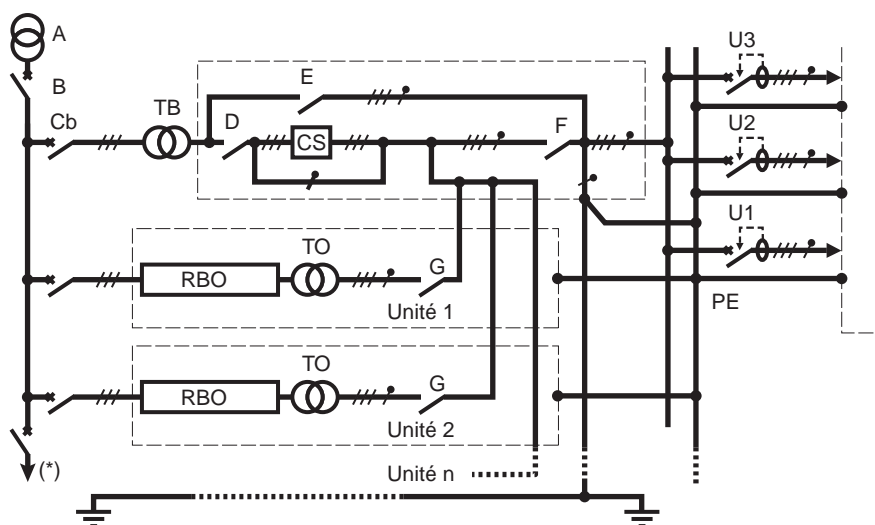 A
B
Cb
TB
D
E
CS
F
U3
U2
U1
PE
TO
RBO
G
Unité 1
TO
RBO
G
Unité 2
(*)
Unité n